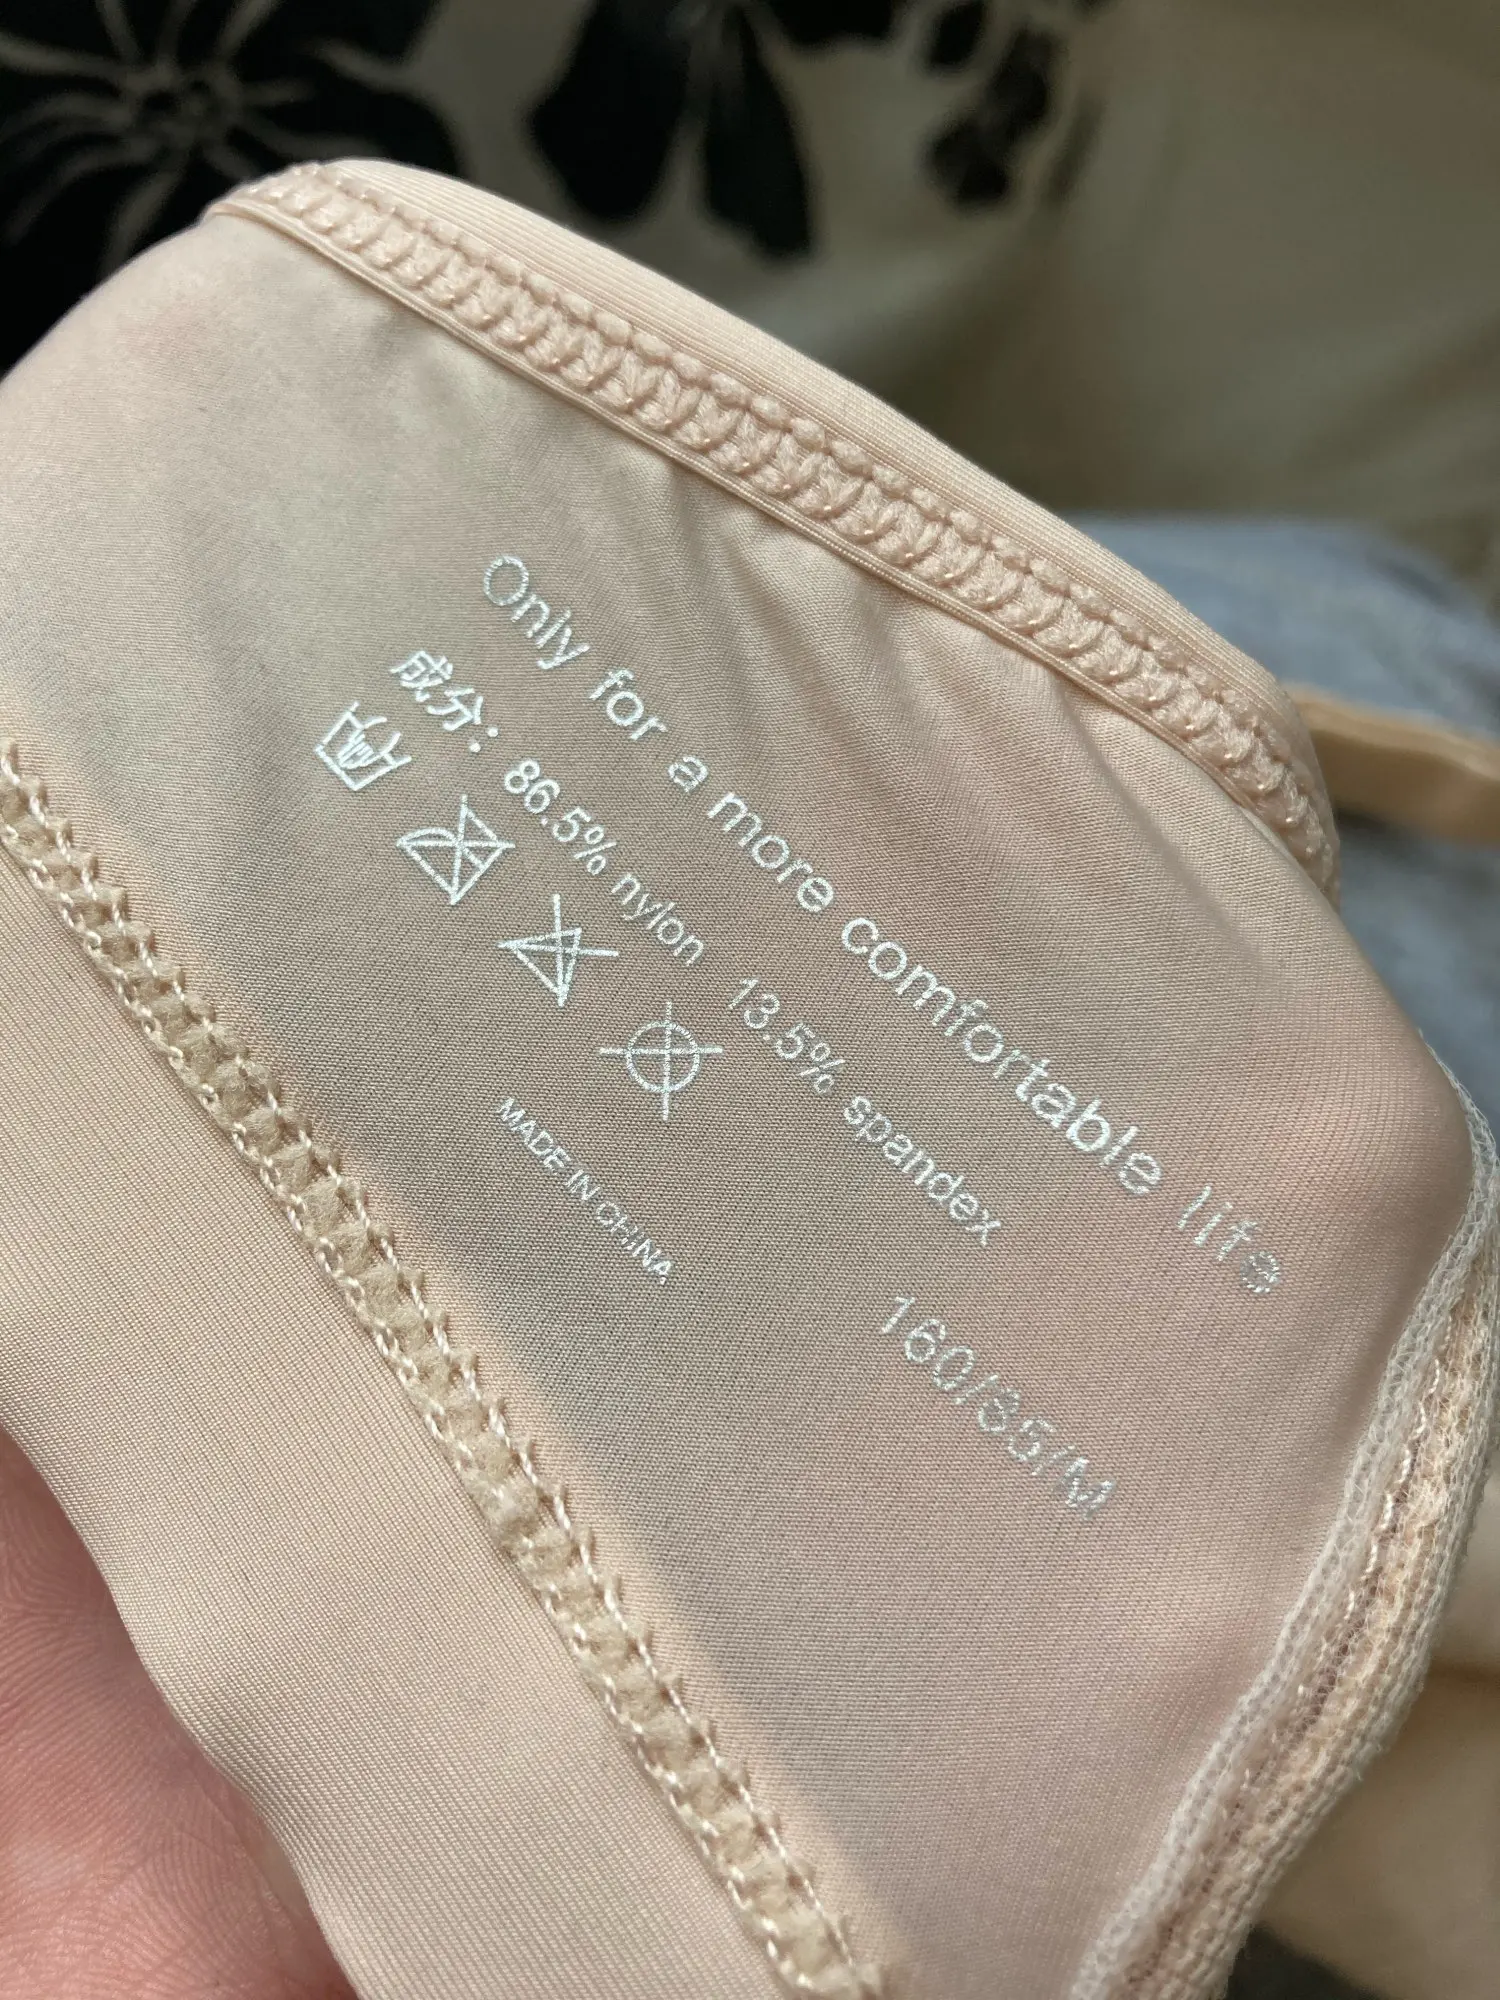 Only for a more comfortable life
成分: 86.5% nylon 13.5% spandex
160/85/M
MADE IN CHINA